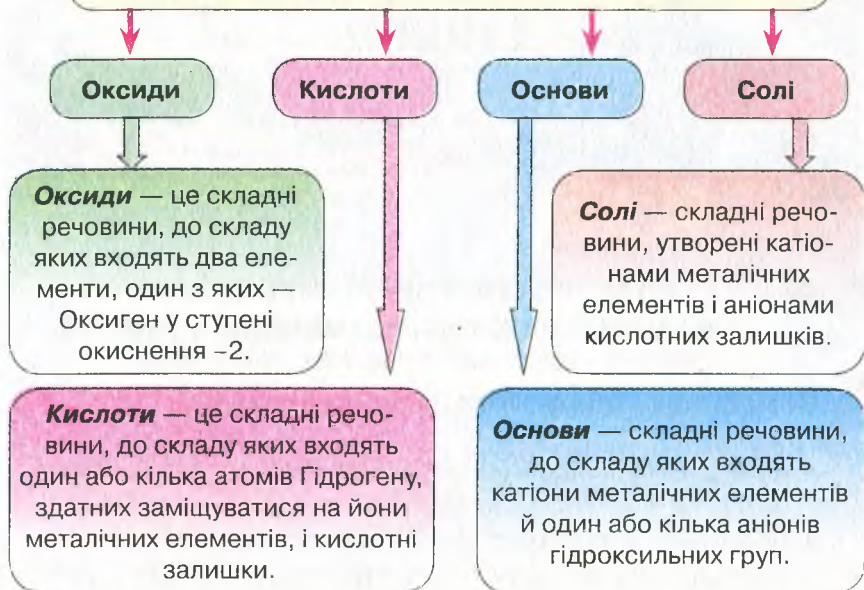 Оксиди
Кислоти
Основи
Солі
Оксиди — це складні
речовини, до складу
яких входять два еле-
менти, один з яких —
Оксиген у ступені
окиснення –2.
Солі — складні речо-
вини, утворені катіо-
нами металічних
елементів і аніонами
кислотних залишків.
Кислоти — це складні речо-
вини, до складу яких входять
один або кілька атомів Гідрогену,
здатних заміщуватися на йони
металічних елементів, і кислотні
залишки.
Основи — складні речовини,
до складу яких входять
катіони металічних елементів
й один або кілька аніонів
гідроксильних груп.